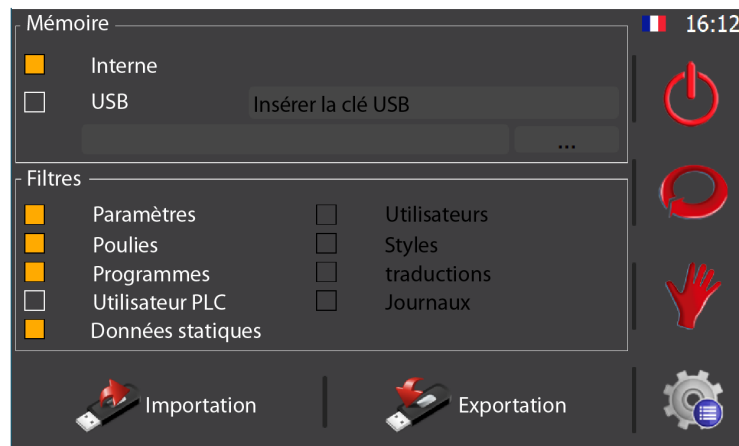 Mémoire
16:12
Interne
USB
Insérer la clé USB
...
Filtres
Paramètres
Utilisateurs
Poulies
Styles
Programmes
traductions
Utilisateur PLC
Journaux
Données statiques
Importation
Exportation